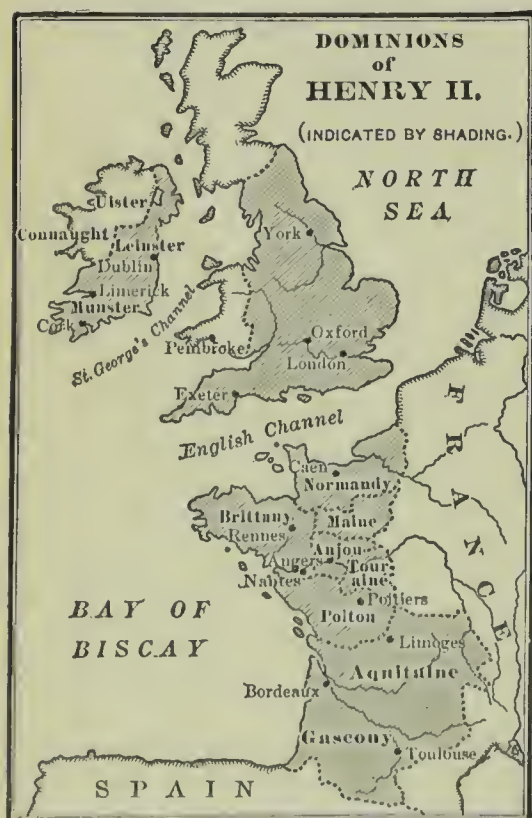 DOMINIONS
of
HENRY II.
(INDICATED BY SHADING.)
NORTH
SEA
Ulster
Connaught
Leinster
Dublin
Limerick
Munster
Cork
St. George's Channel
York
Pembroke
Oxford
London
Exeter
English Channel
FRANCE
Caen
Normandy
Brittany
Rennes
Maine
Anjou
Angers
Tour
aine
Nantes
Poitiers
Poitou
BAY OF
BISCAY
Limoges
Aquitaine
Bordeaux
Gascony
Toulouse
SPAIN